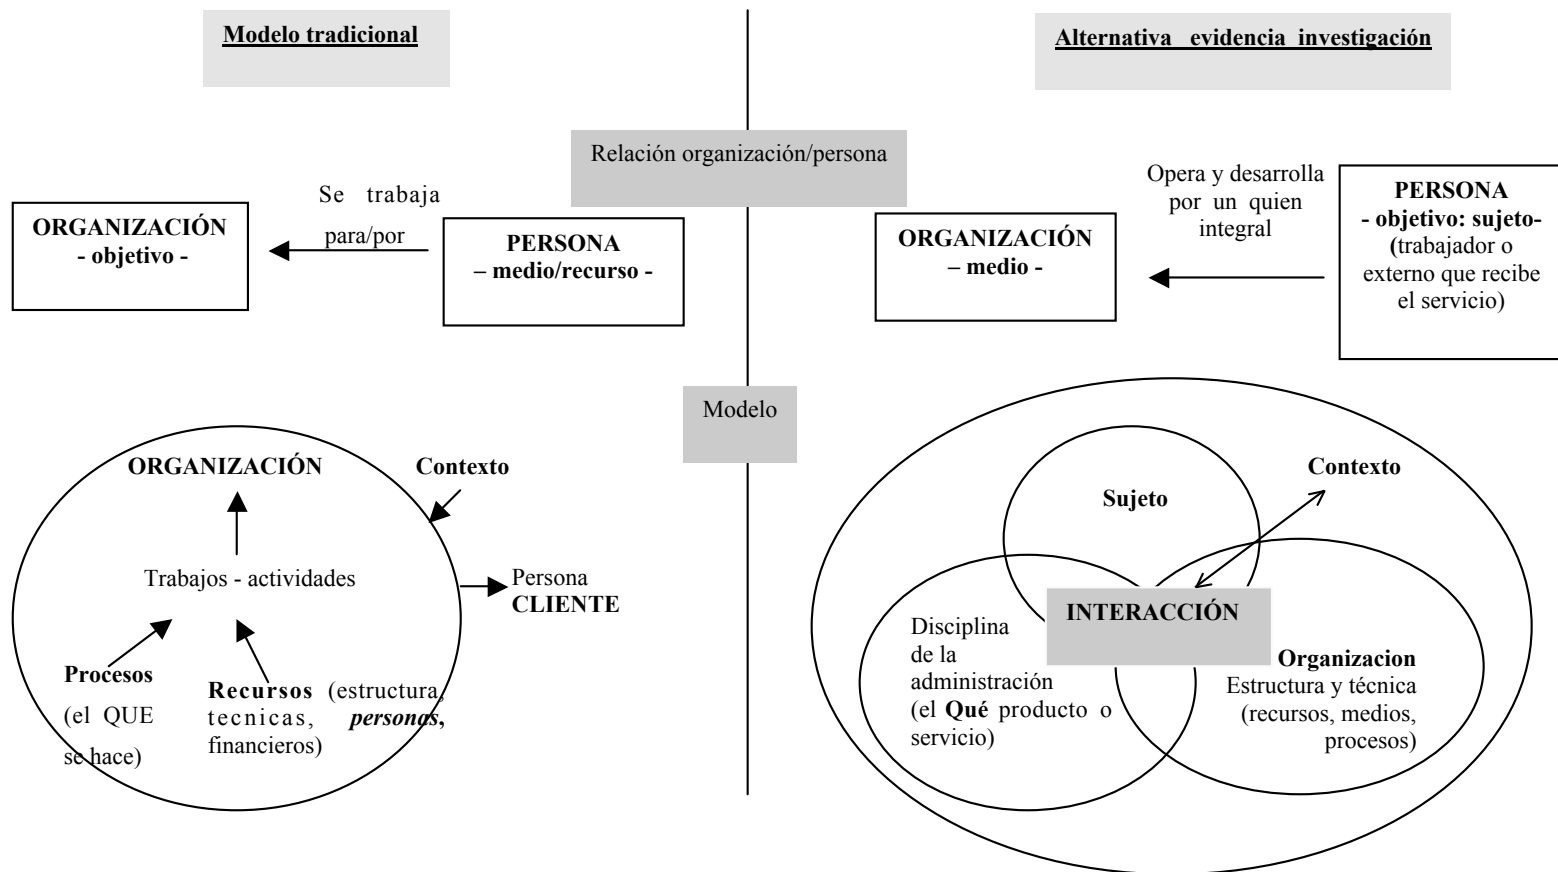 Modelo tradicional
Alternativa evidencia investigación
Relación organización/persona
ORGANIZACIÓN
- objetivo -
Se trabaja
para/por
PERSONA
– medio/recurso -
ORGANIZACIÓN
– medio -
Opera y desarrolla
por un quien
integral
PERSONA
- objetivo: sujeto-
(trabajador o
externo que recibe
el servicio)
Modelo
ORGANIZACIÓN
Contexto
Trabajos - actividades
Persona
CLIENTE
Procesos
(el QUE
se hace)
Recursos (estructura,
tecnicas, personas,
financieros)
Sujeto
Contexto
INTERACCIÓN
Disciplina
de la
administración
(el Qué producto o
servicio)
Organizacion
Estructura y técnica
(recursos, medios,
procesos)